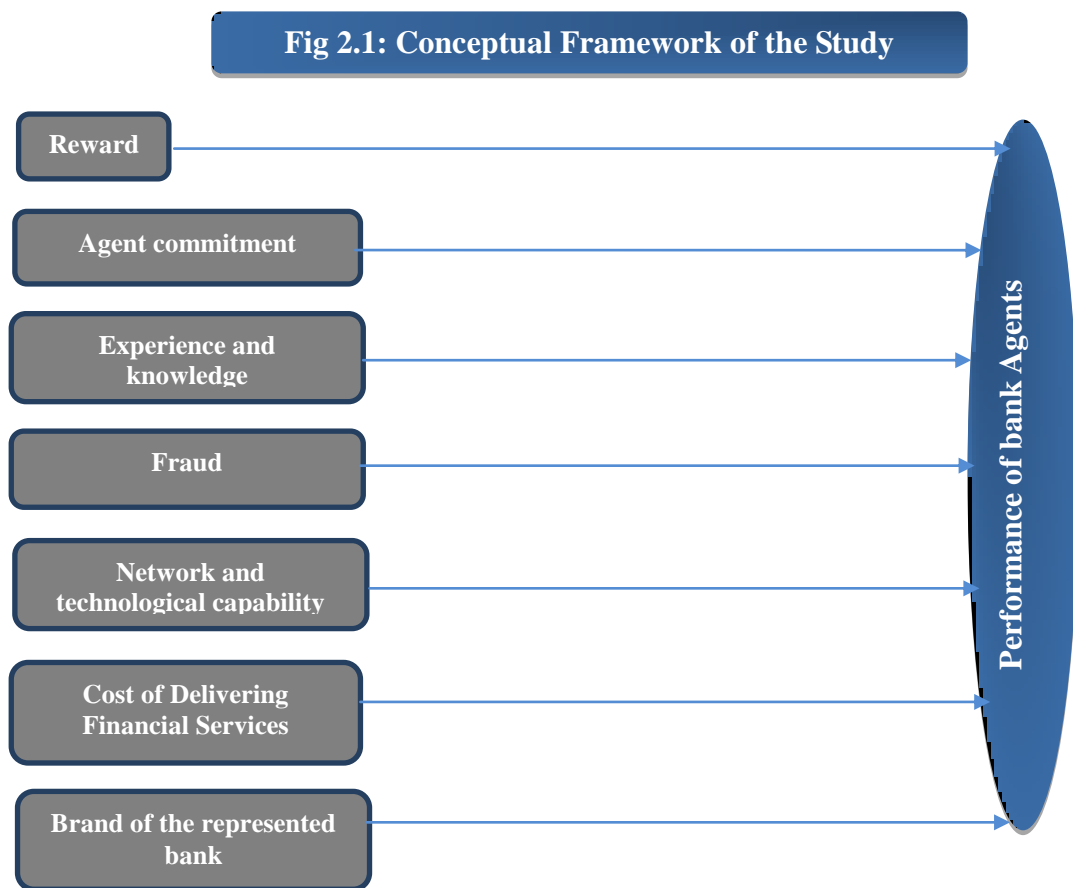 Fig 2.1: Conceptual Framework of the Study
Reward
Agent commitment
Experience and
knowledge
Fraud
Network and
technological capability
Cost of Delivering
Financial Services
Brand of the represented
bank
Performance of bank Agents